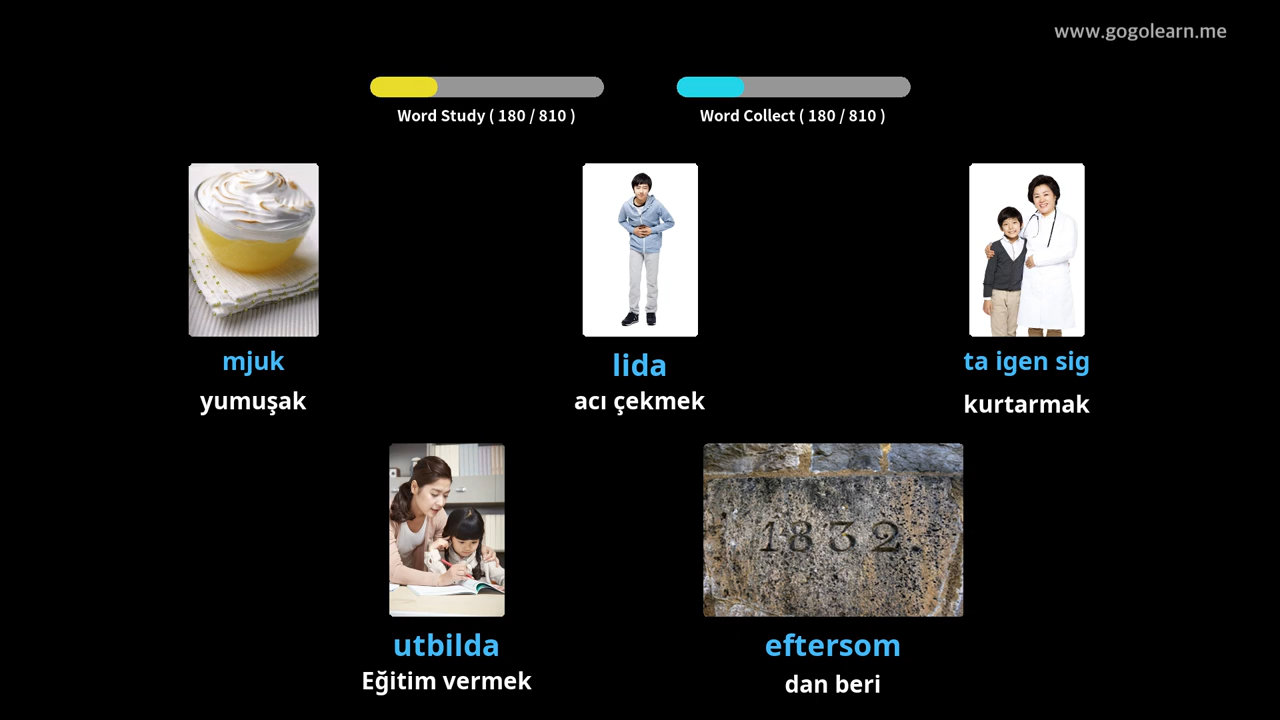 www.gogolearn.me
Word Study ( 180 / 810 )
Word Collect ( 180 / 810 )
mjuk
yumuşak
lida
acı çekmek
ta igen sig
kurtarmak
1832.
utbilda
Eğitim vermek
eftersom
dan beri